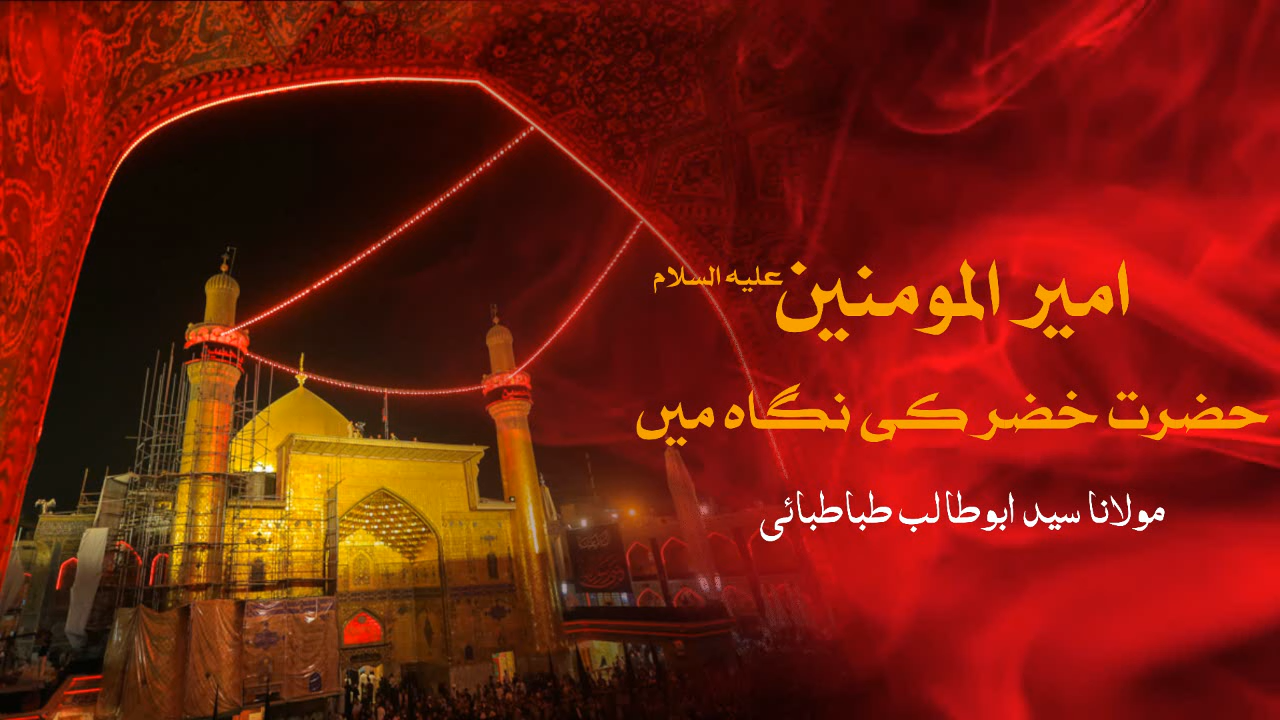 امیر المومنین علیہ السلام
حضرت خضر کی نگاہ میں
مولانا سید ابوطالب طباطبائی